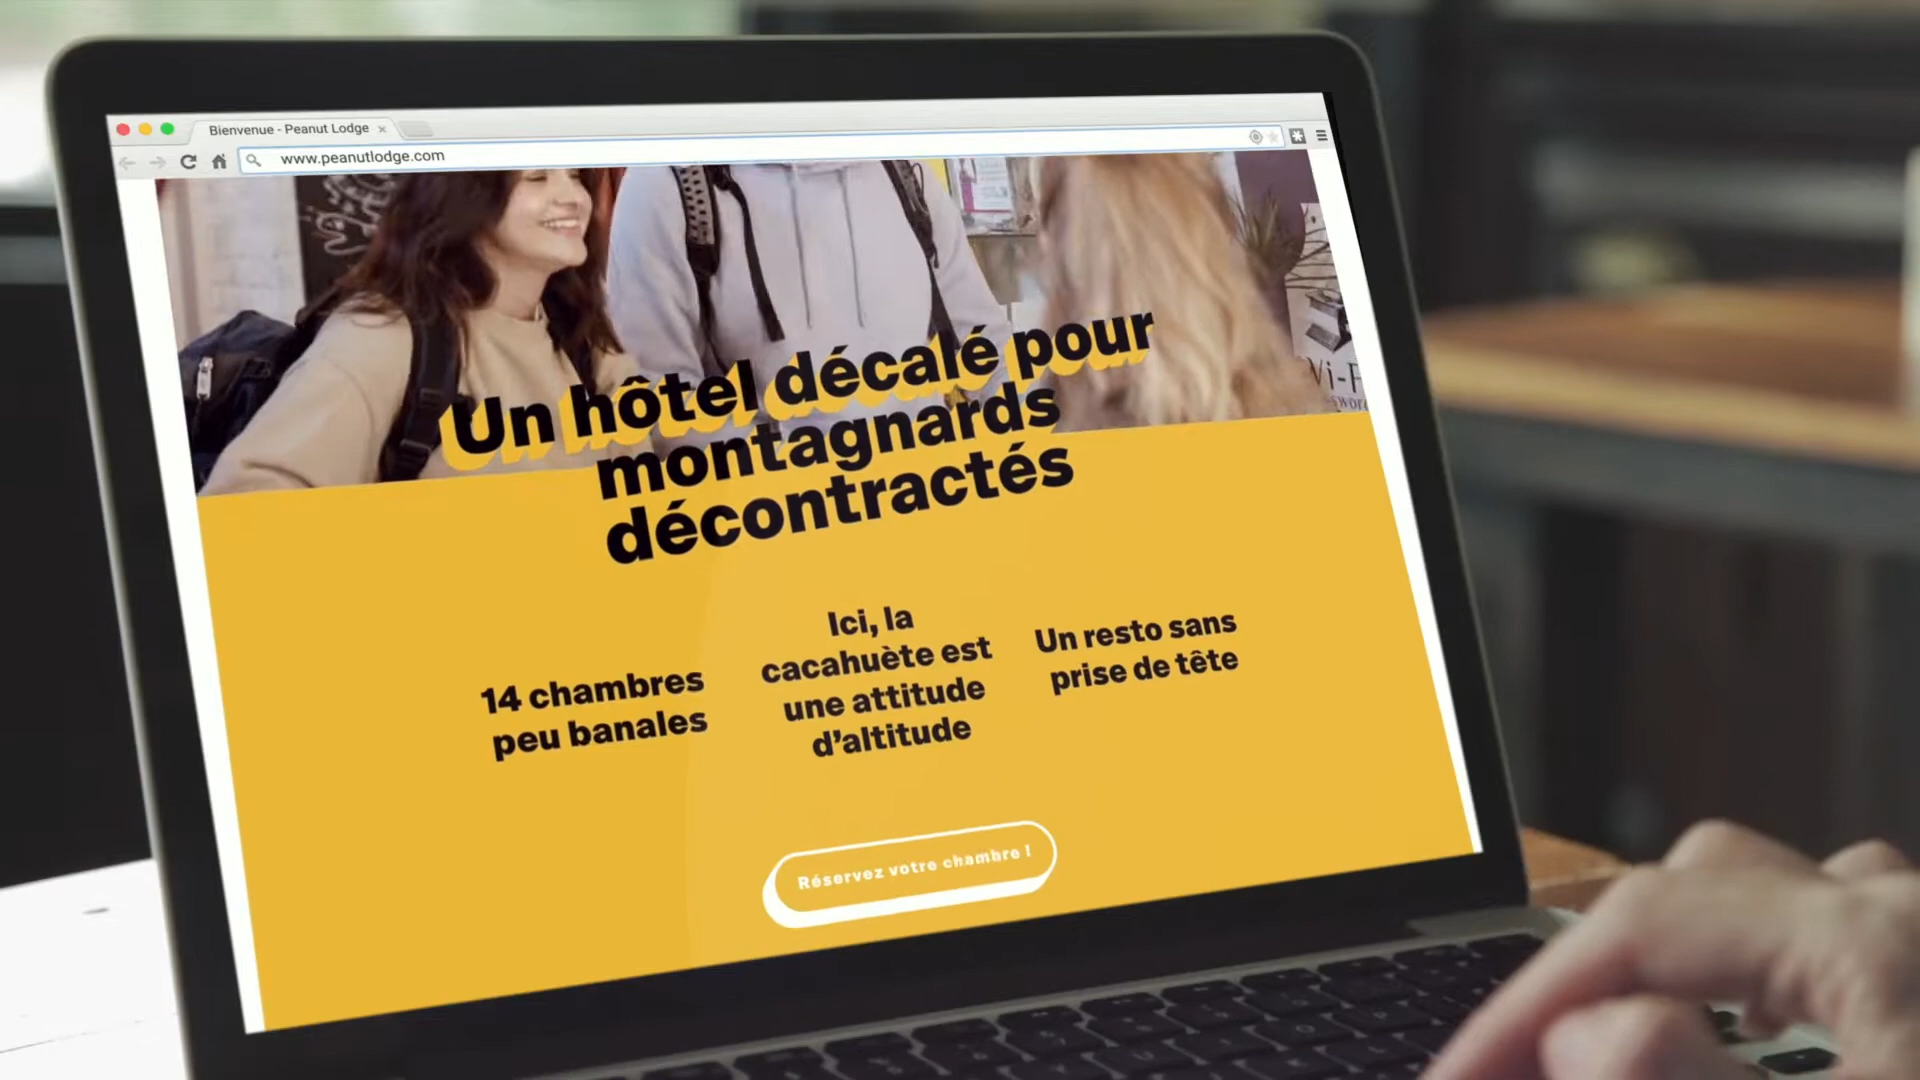 Bienvenue - Peanut Lodge
www.peanutlodge.com
Un hôtel décalé pour
montagnards
décontractés
14 chambres
peu banales
Ici, la
cacahuète est
une attitude
d'altitude
Un resto sans
prise de tête
Réservez votre chambre !